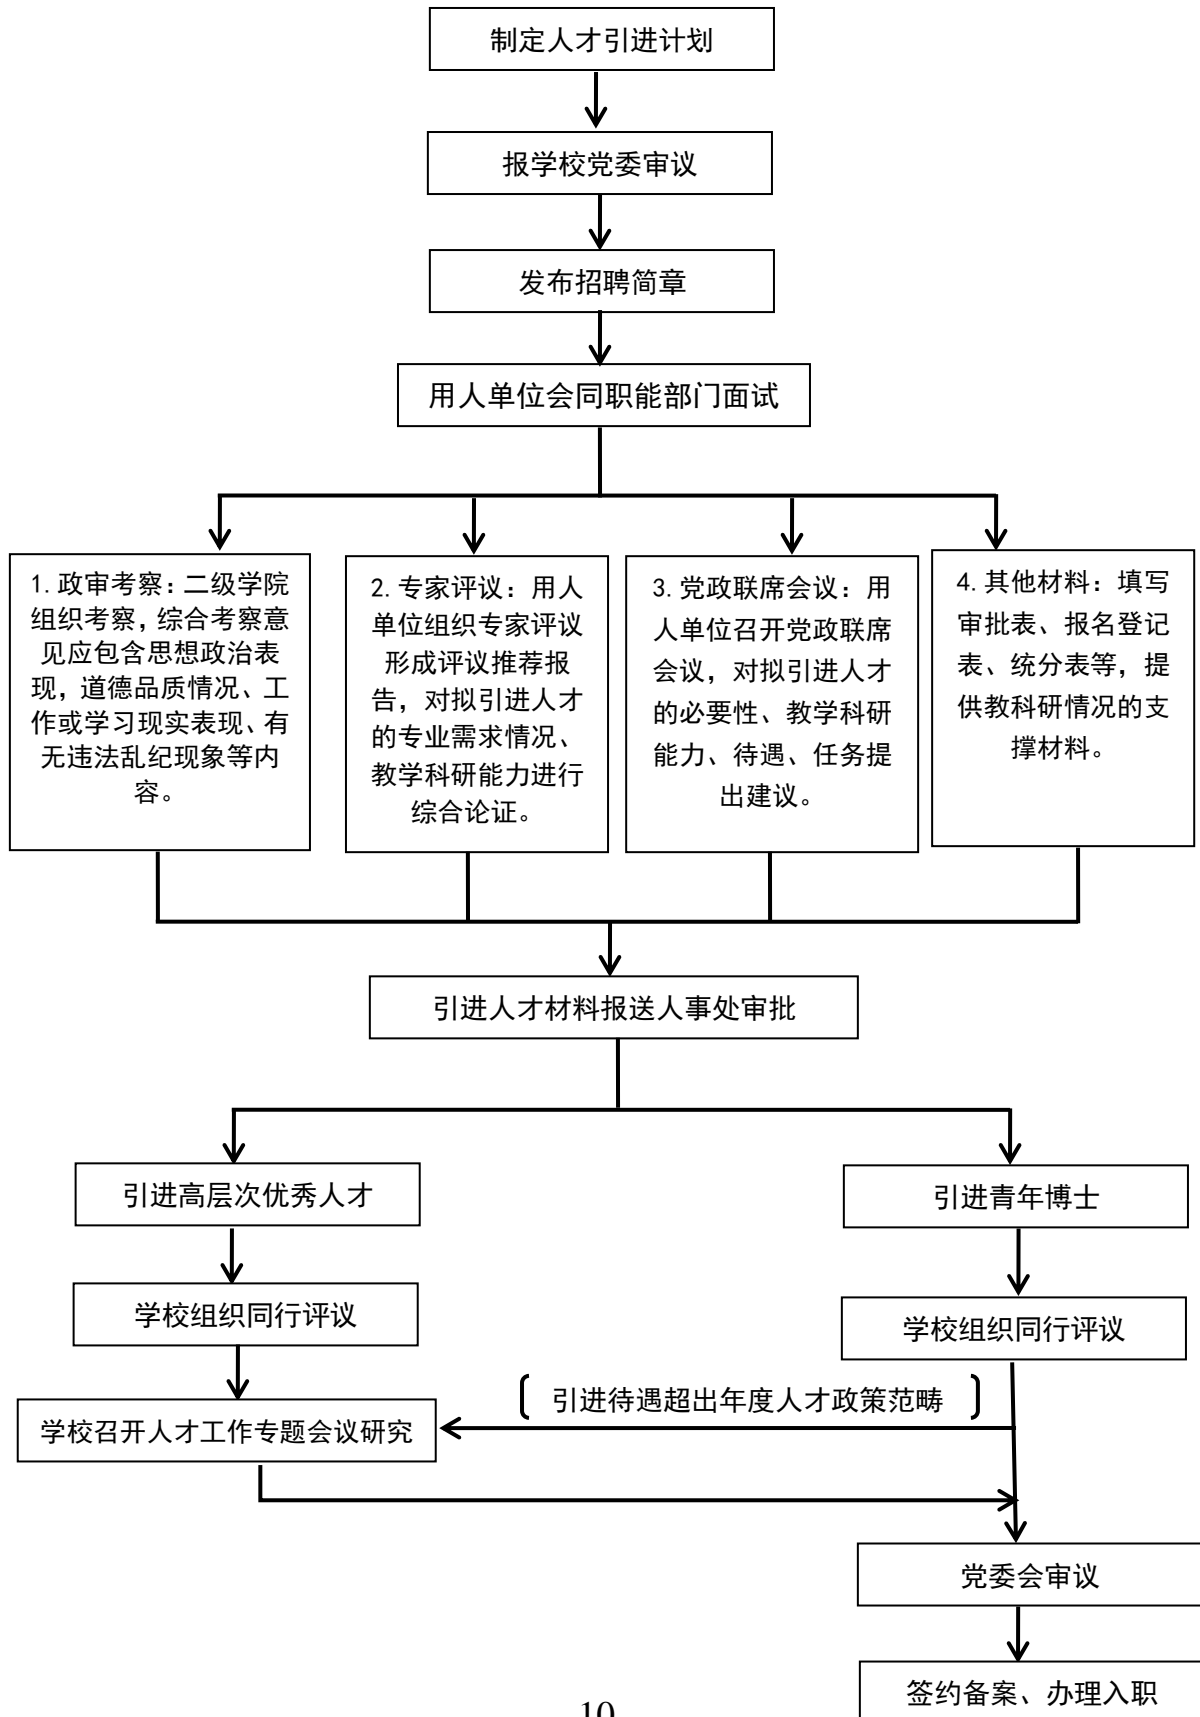 制定人才引进计划
报学校党委审议
发布招聘简章
用人单位会同职能部门面试
1.政审考察：二级学院
组织考察，综合考察意
见应包含思想政治表
现，道德品质情况、工
作或学习现实表现、有
无违法乱纪现象等内
容。
2.专家评议：用人
单位组织专家评议
形成评议推荐报
告，对拟引进人才
的专业需求情况、
教学科研能力进行
综合论证。
3.党政联席会议：用
人单位召开党政联席
会议，对拟引进人才
的必要性、教学科研
能力、待遇、任务提
出建议。
4.其他材料：填写
审批表、报名登记
表、统分表等，提
供教科研情况的支
撑材料。
引进人才材料报送人事处审批
引进高层次优秀人才
引进青年博士
学校组织同行评议
学校组织同行评议
引进待遇超出年度人才政策范畴
学校召开人才工作专题会议研究
党委会审议
签约备案、办理入职
10